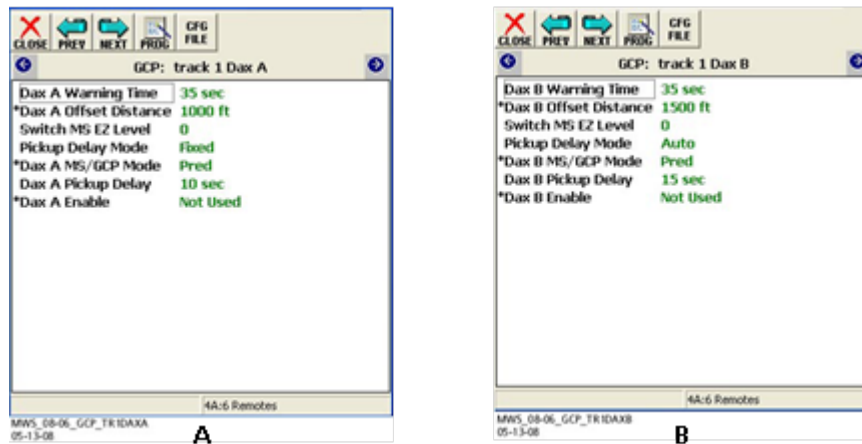 CLOSE PREV NEXT PROG CFG FILE
GCP: track 1 Dax A
Dax A Warning Time 35 sec
*Dax A Offset Distance 1000 ft
Switch MS EZ Level 0
Pickup Delay Mode Fixed
*Dax A MS/GCP Mode Pred
Dax A Pickup Delay 10 sec
*Dax A Enable Not Used
4A:6 Remotes
MWS_08-06_GCP_TR1DAXA
05-13-08
A
CLOSE PREV NEXT PROG CFG FILE
GCP: track 1 Dax B
Dax B Warning Time 35 sec
*Dax B Offset Distance 1500 ft
Switch MS EZ Level 0
Pickup Delay Mode Auto
*Dax B MS/GCP Mode Pred
Dax B Pickup Delay 15 sec
*Dax B Enable Not Used
4A:6 Remotes
MWS_08-06_GCP_TR1DAXB
05-13-08
B